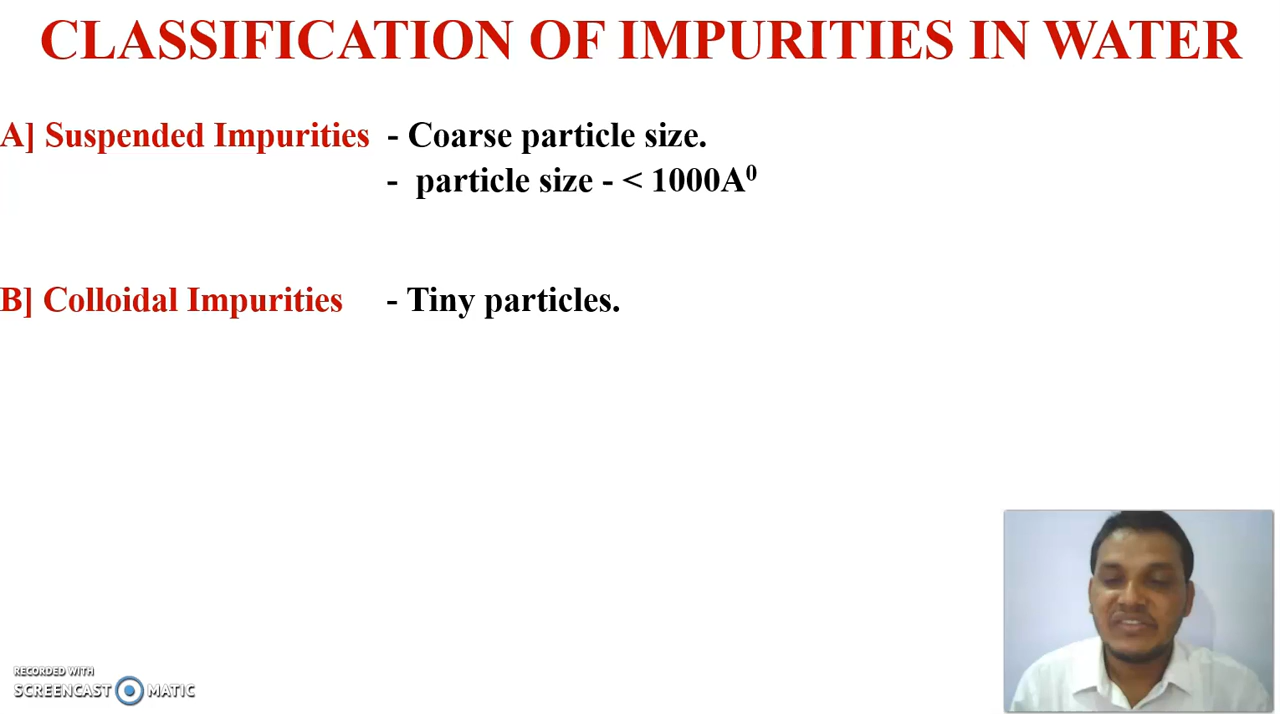 CLASSIFICATION OF IMPURITIES IN WATER
A] Suspended Impurities - Coarse particle size.
- particle size - < 1000A⁰
B] Colloidal Impurities - Tiny particles.
RECORDED WITH
SCREENCAST MATIC